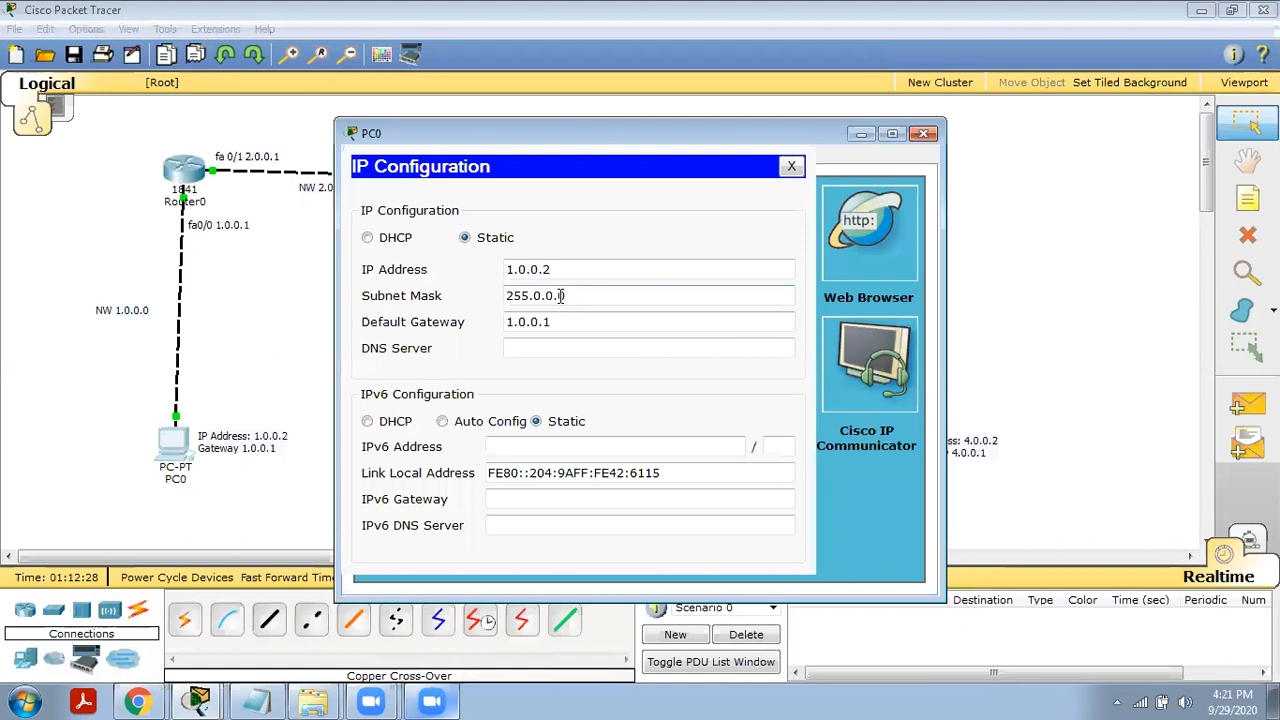 Cisco Packet Tracer
File Edit Options View Tools Extensions Help
Logical
[Root]
New Cluster
Move Object
Set Tiled Background
Viewport
fa 0/1 2.0.0.1
1841
Router0
NW 2.0
fa0/0 1.0.0.1
NW 1.0.0.0
IP Address: 1.0.0.2
Gateway 1.0.0.1
PC-PT
PC0
PC0
IP Configuration
X
IP Configuration
DHCP
Static
IP Address
1.0.0.2
Subnet Mask
255.0.0.0
Default Gateway
1.0.0.1
DNS Server
IPv6 Configuration
DHCP
Auto Config
Static
IPv6 Address
/
Link Local Address
FE80::204:9AFF:FE42:6115
IPv6 Gateway
IPv6 DNS Server
http:
Web Browser
Cisco IP
Communicator
s: 4.0.0.2
4.0.0.1
Time: 01:12:28
Power Cycle Devices
Fast Forward Time
Realtime
Connections
Copper Cross-Over
Scenario 0
New
Delete
Toggle PDU List Window
Destination
Type
Color
Time (sec)
Periodic
Num
4:21 PM
9/29/2020